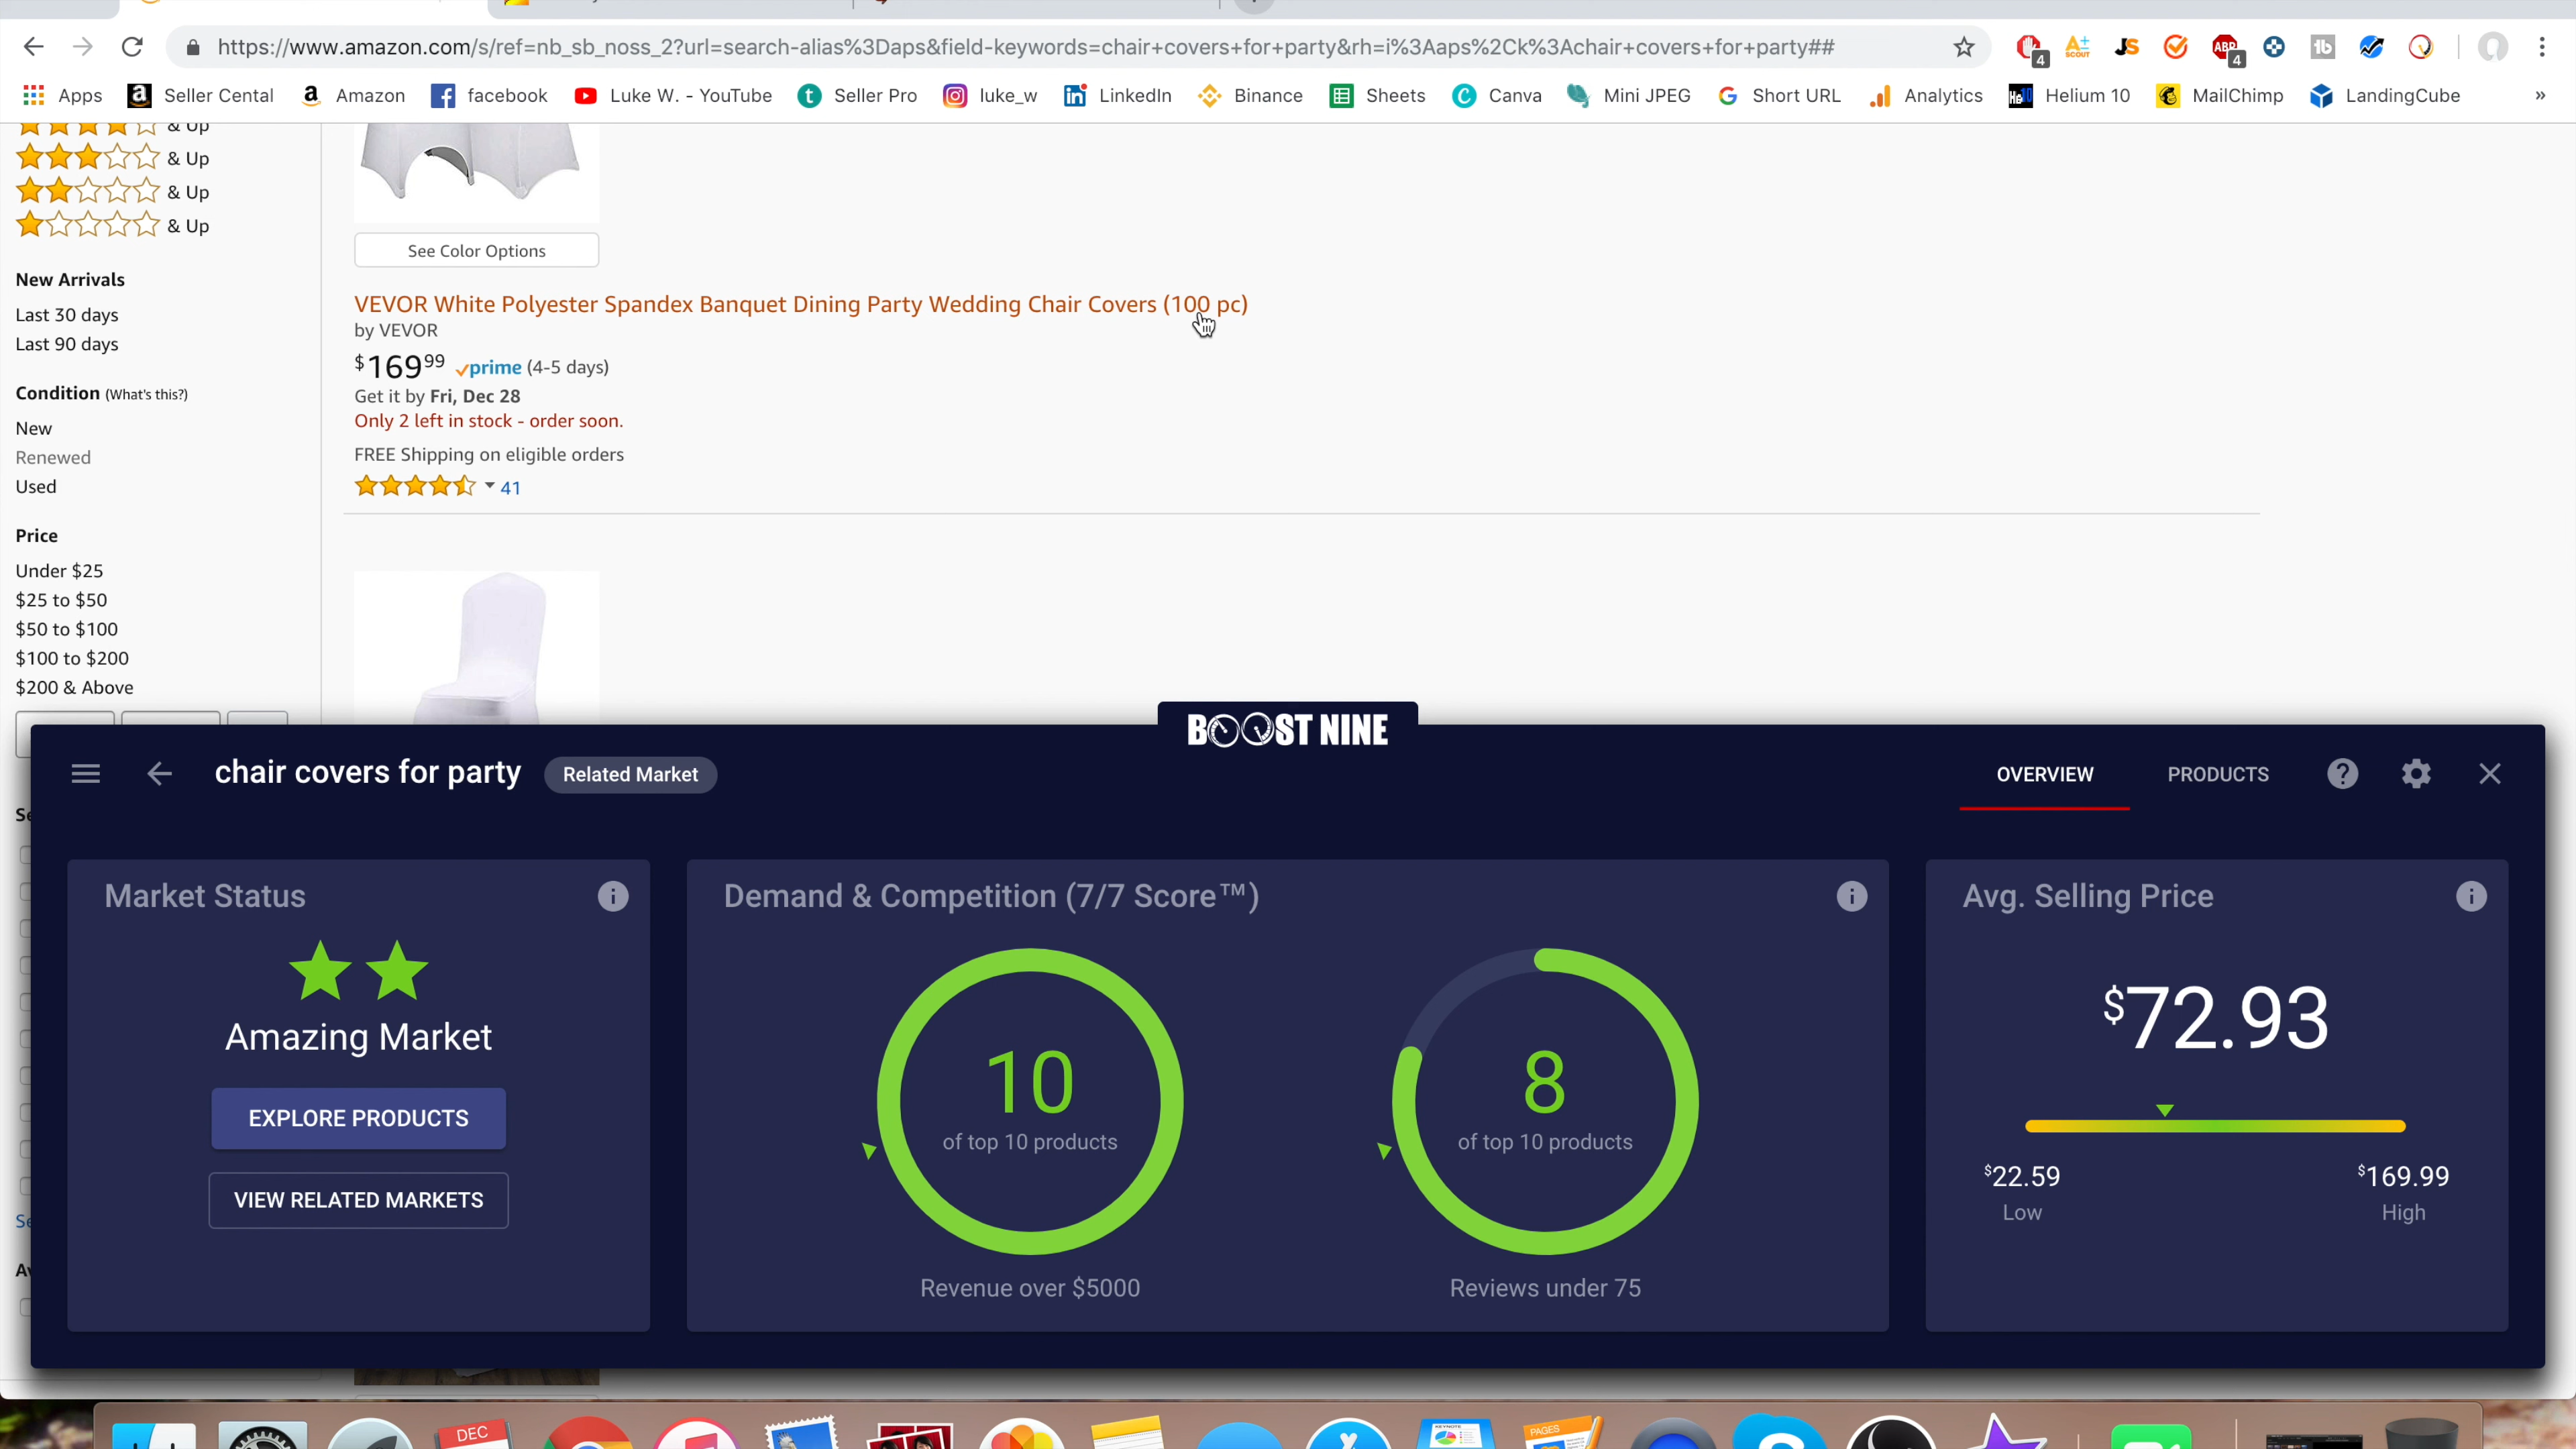 https://www.amazon.com/s/ref=nb_sb_noss_2?url=search-alias%3Daps&field-keywords=chair+covers+for+party&rh=i%3Aaps%2Ck%3Achair+covers+for+party##
4
A+
SCOUT
JS
ABP
4
Apps
Seller Cental
Amazon
facebook
Luke W. - YouTube
Seller Pro
luke_w
LinkedIn
Binance
Sheets
Canva
Mini JPEG
Short URL
Analytics
Helium 10
MailChimp
LandingCube
»
& Up
& Up
& Up
& Up
New Arrivals
Last 30 days
Last 90 days
Condition (What's this?)
New
Renewed
Used
Price
Under $25
$25 to $50
$50 to $100
$100 to $200
$200 & Above
See Color Options
VEVOR White Polyester Spandex Banquet Dining Party Wedding Chair Covers (100 pc)
by VEVOR
$169.99 prime (4-5 days)
Get it by Fri, Dec 28
Only 2 left in stock - order soon.
FREE Shipping on eligible orders
41
BOOST NINE
chair covers for party
Related Market
OVERVIEW
PRODUCTS
Market Status
Amazing Market
EXPLORE PRODUCTS
VIEW RELATED MARKETS
Demand & Competition (7/7 Score™)
10
of top 10 products
Revenue over $5000
8
of top 10 products
Reviews under 75
Avg. Selling Price
$72.93
$22.59
Low
$169.99
High
DEC
KEYNOTE
PAGES